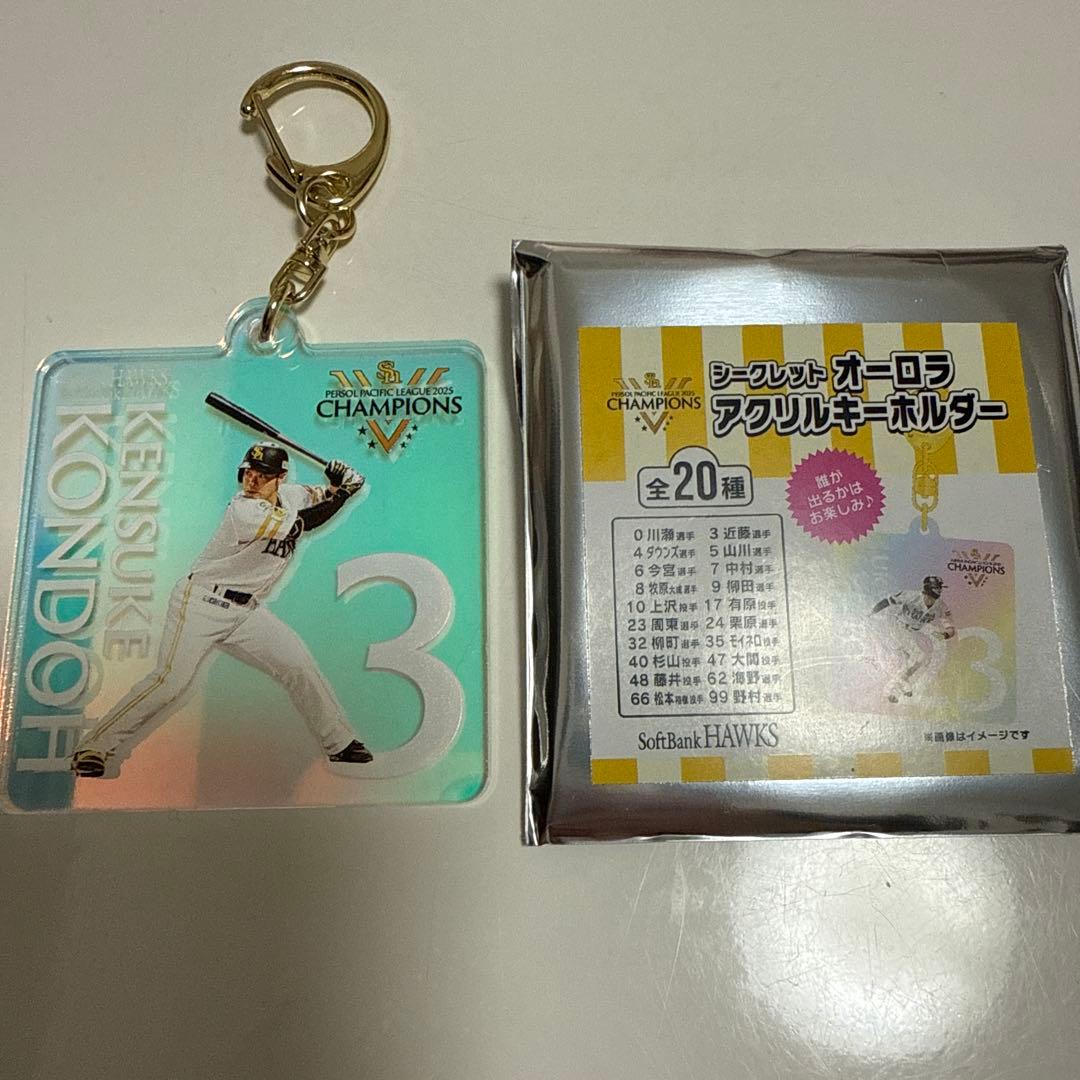 HAWKS
KENSUKE
KONDOH
SH
PERSOL PACIFIC LEAGUE 2025
CHAMPIONS
3
SH
PERSOL PACIFIC LEAGUE 2025
CHAMPIONS
シークレット オーロラ
アクリルキーホルダー
全20種
誰が
出るかは
お楽しみ♪
0 川瀬選手 3 近藤選手
4 ダウンズ選手 5 山川選手
6 今宮選手 7 中村選手
8 牧原大成選手 9 柳田選手
10 上沢投手 17 有原投手
23 周東選手 24 栗原選手
32 柳町選手 35 モイネロ投手
40 杉山投手 47 大関投手
48 藤井投手 62 海野選手
66 松本裕樹投手 99 野村選手
SoftBank HAWKS
CHAMPIONS
23
※画像はイメージです